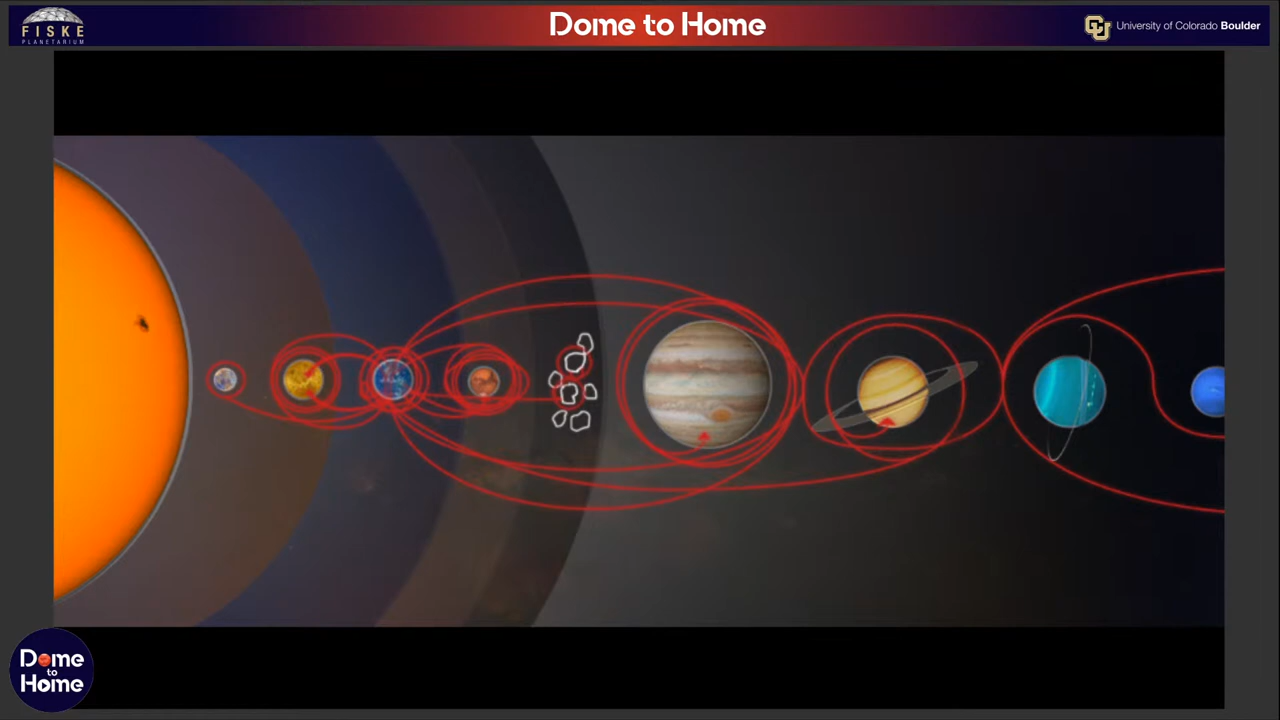 FISKE
PLANETARIUM
Dome to Home
University of Colorado Boulder
Dome
to
Home